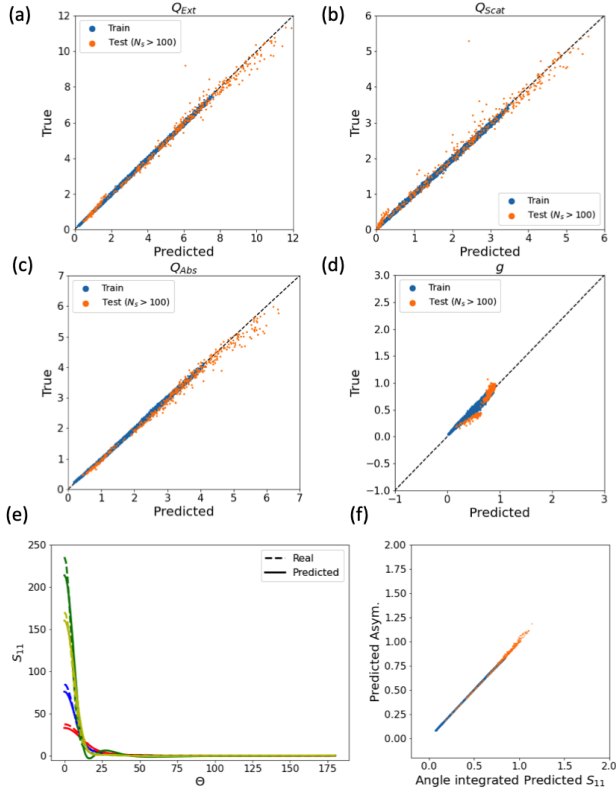 (a)
Q_Ext
12
10
8
6
4
2
0
True
Train
Test (N_s > 100)
0 2 4 6 8 10 12
Predicted
(b)
Q_Scat
6
5
4
3
2
1
0
True
Train
Test (N_s > 100)
0 1 2 3 4 5 6
Predicted
(c)
Q_Abs
7
6
5
4
3
2
1
0
True
Train
Test (N_s > 100)
0 1 2 3 4 5 6 7
Predicted
(d)
g
3.0
2.5
2.0
1.5
1.0
0.5
0.0
−0.5
−1.0
True
Train
Test (N_s > 100)
−1 0 1 2 3
Predicted
(e)
250
200
150
100
50
0
S_11
Real
Predicted
0 25 50 75 100 125 150 175
Θ
(f)
2.00
1.75
1.50
1.25
1.00
0.75
0.50
0.25
0.00
Predicted Asym.
0.0 0.5 1.0 1.5 2.0
Angle integrated Predicted S_11